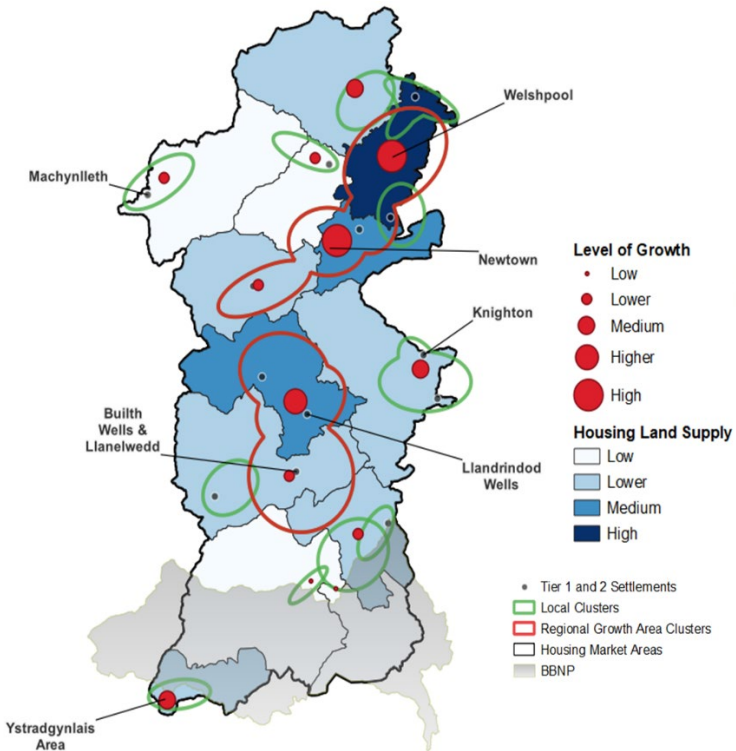 Welshpool
Machynlleth
Newtown
Knighton
Builth
Wells &
Llanelwedd
Llandrindod
Wells
Ystradgynlais
Area
Level of Growth
Low
Lower
Medium
Higher
High
Housing Land Supply
Low
Lower
Medium
High
Tier 1 and 2 Settlements
Local Clusters
Regional Growth Area Clusters
Housing Market Areas
BBNP